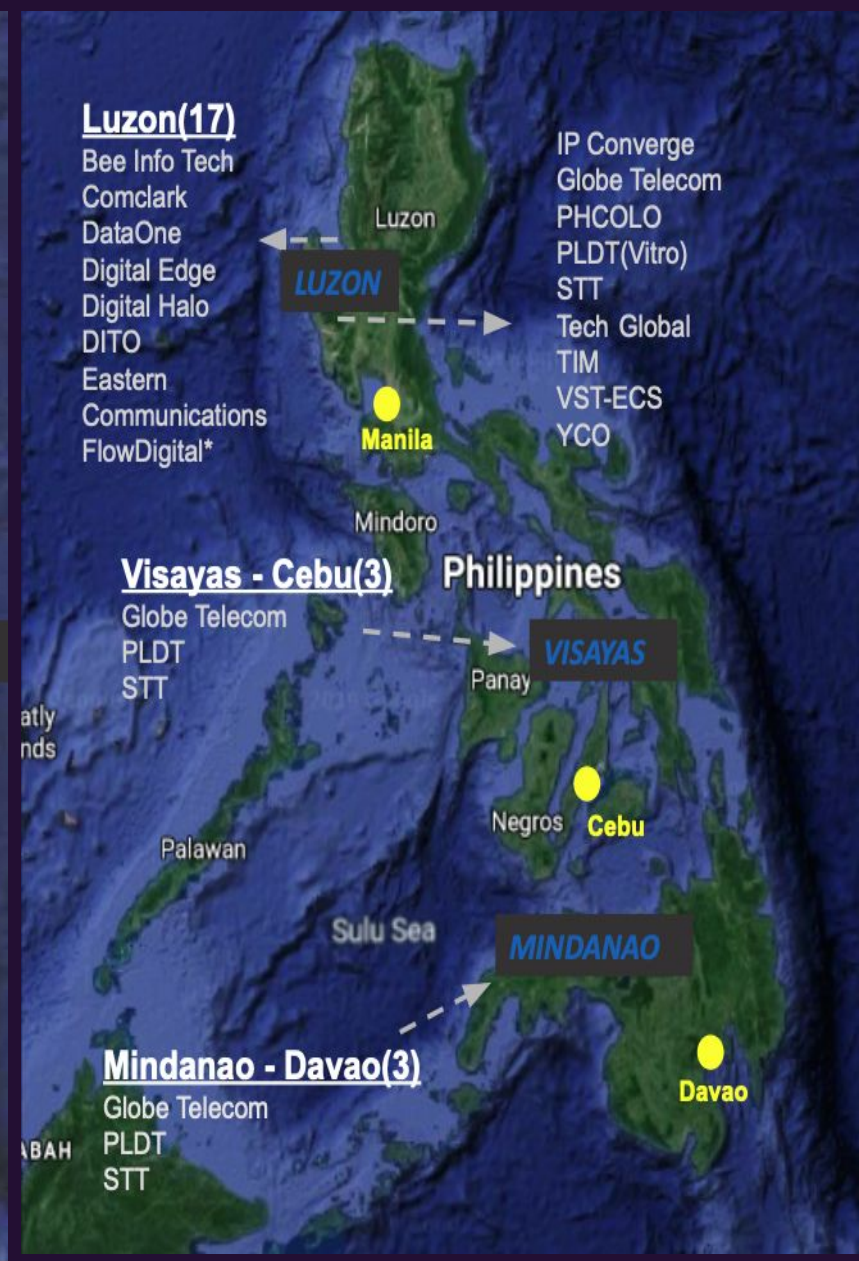 Luzon(17)
Bee Info Tech
Comclark
DataOne
Digital Edge
Digital Halo
DITO
Eastern
Communications
FlowDigital*
IP Converge
Globe Telecom
PHCOLO
PLDT(Vitro)
STT
Tech Global
TIM
VST-ECS
YCO
Luzon
LUZON
Manila
Mindoro
Philippines
Visayas - Cebu(3)
Globe Telecom
PLDT
STT
VISAYAS
Panay
atly
nds
Negros
Cebu
Palawan
Sulu Sea
MINDANAO
Mindanao - Davao(3)
Globe Telecom
PLDT
STT
Davao
ABAH